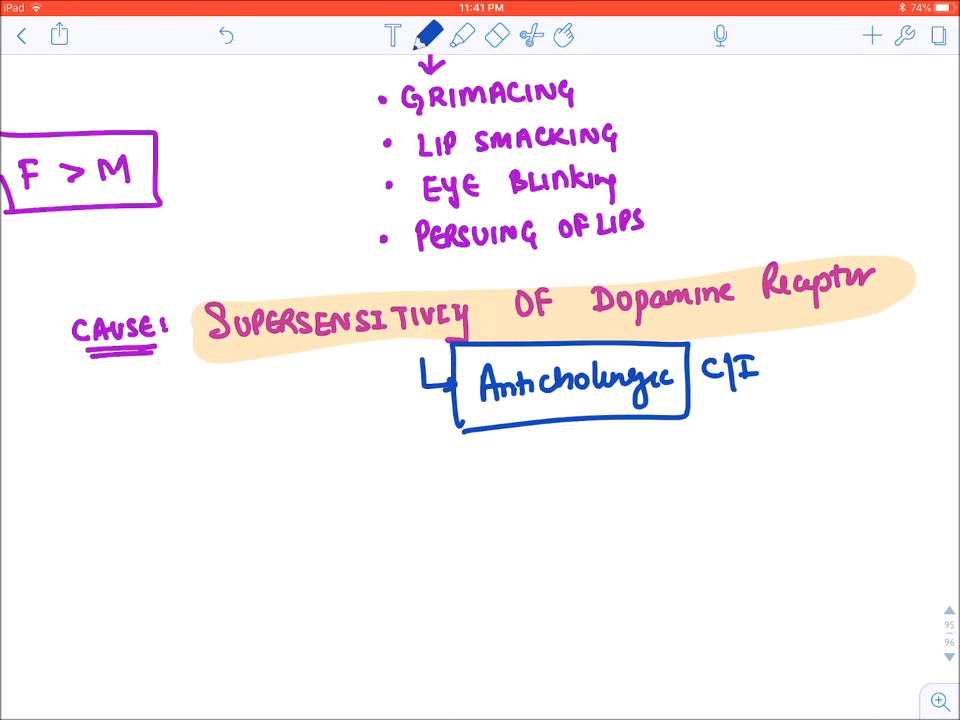 iPad 11:41 PM 74%
T
• GRIMACING
• LIP SMACKING
F > M
• EYE BLINKING
• PERSUING OF LIPS
CAUSE: SUPERSENSITIVITY OF Dopamine Receptor
Anticholinergic C/I
95
96